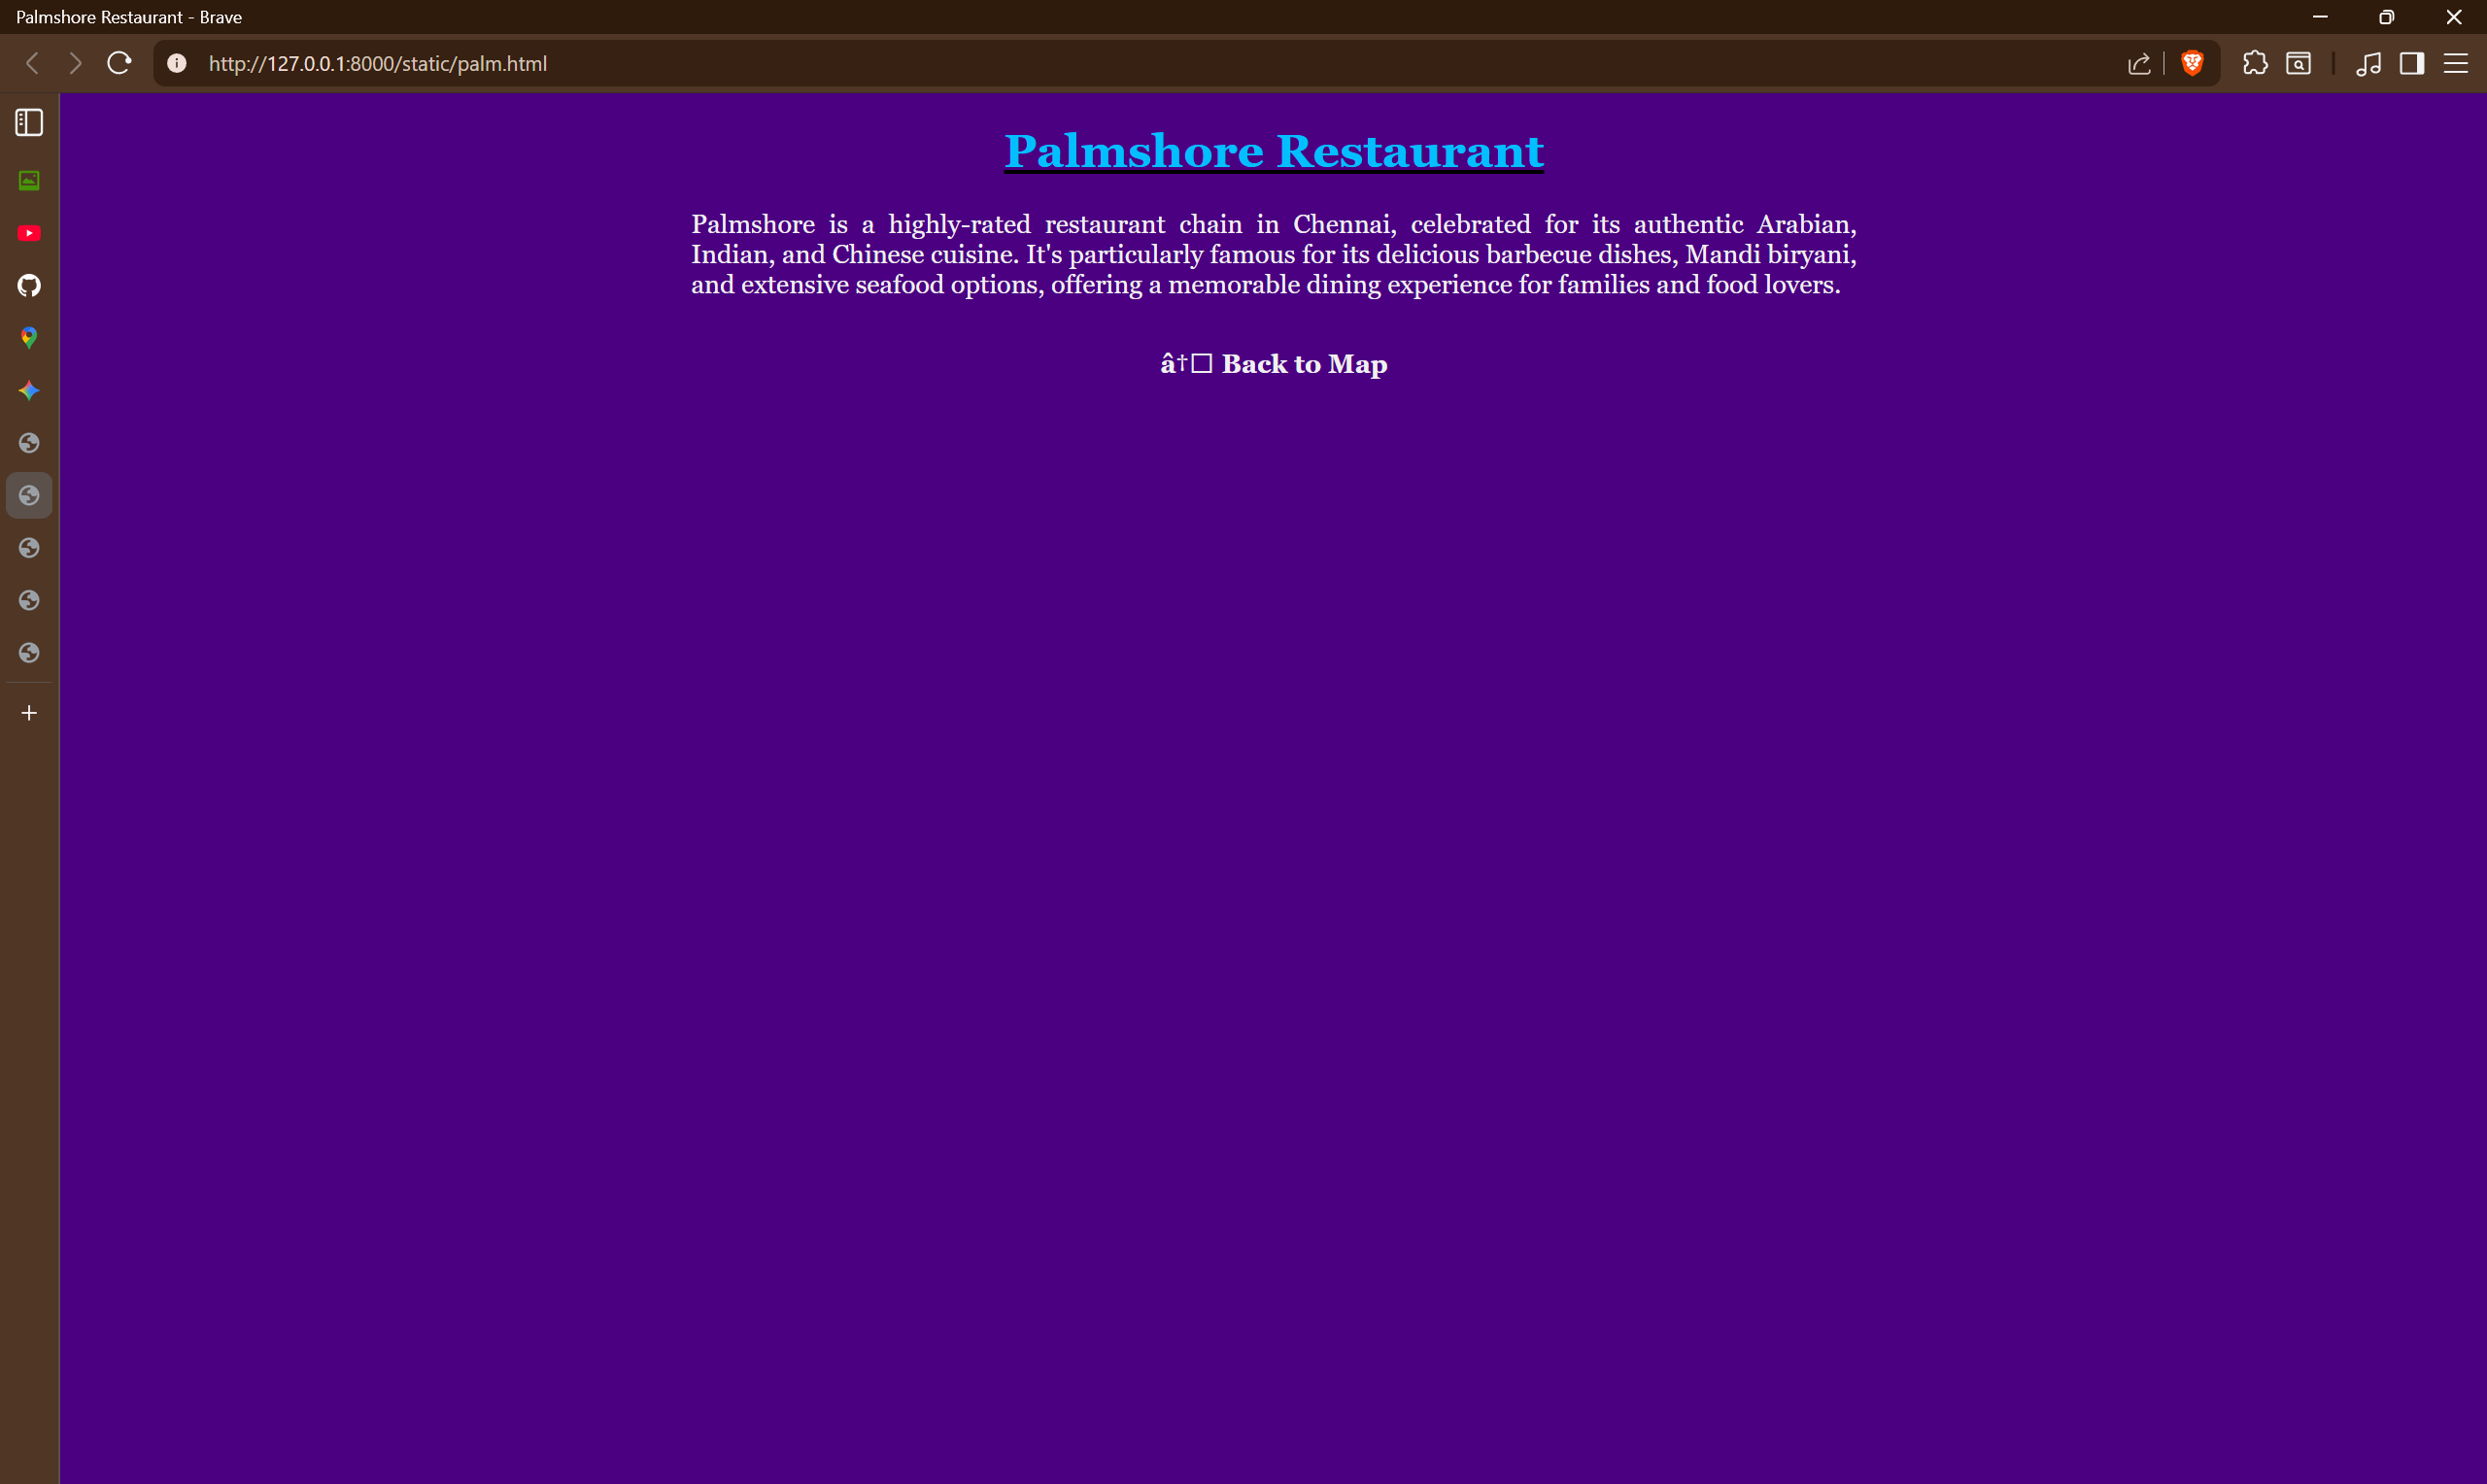 Palmshore Restaurant - Brave
http://127.0.0.1:8000/static/palm.html
Palmshore Restaurant
Palmshore is a highly-rated restaurant chain in Chennai, celebrated for its authentic Arabian,
Indian, and Chinese cuisine. It's particularly famous for its delicious barbecue dishes, Mandi biryani,
and extensive seafood options, offering a memorable dining experience for families and food lovers.
â†□ Back to Map